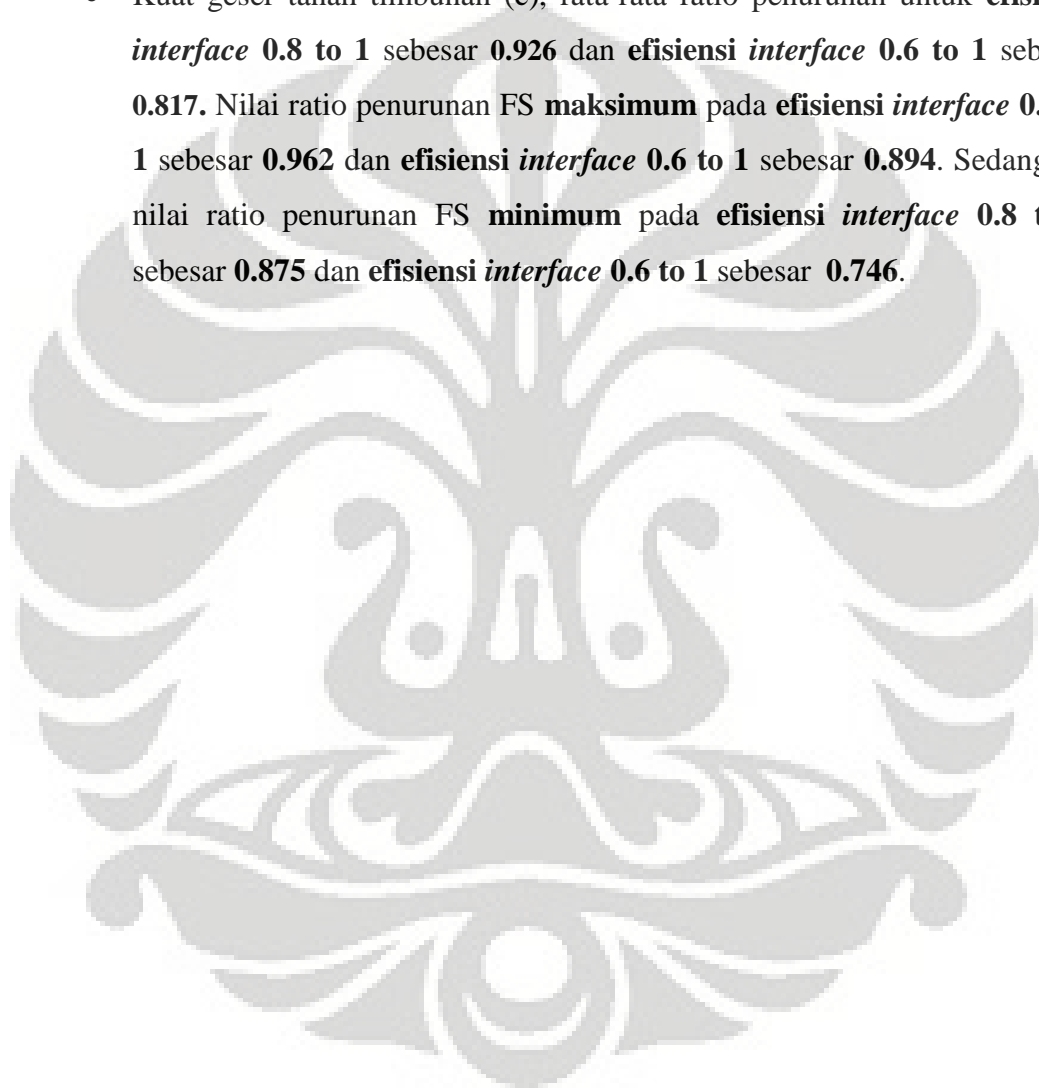 Kuat geser tanah timbunan (c), rata-rata ratio penurunan untuk
interface 0.8 to 1 sebesar 0.926 dan efisiensi interface 0.6 to 1
0.817. Nilai ratio penurunan FS maksimum pada efisiensi interface
1 sebesar 0.962 dan efisiensi interface 0.6 to 1 sebesar 0.894.
nilai ratio penurunan FS minimum pada efisiensi interface 0.8
sebesar 0.875 dan efisiensi interface 0.6 to 1 sebesar 0.746.